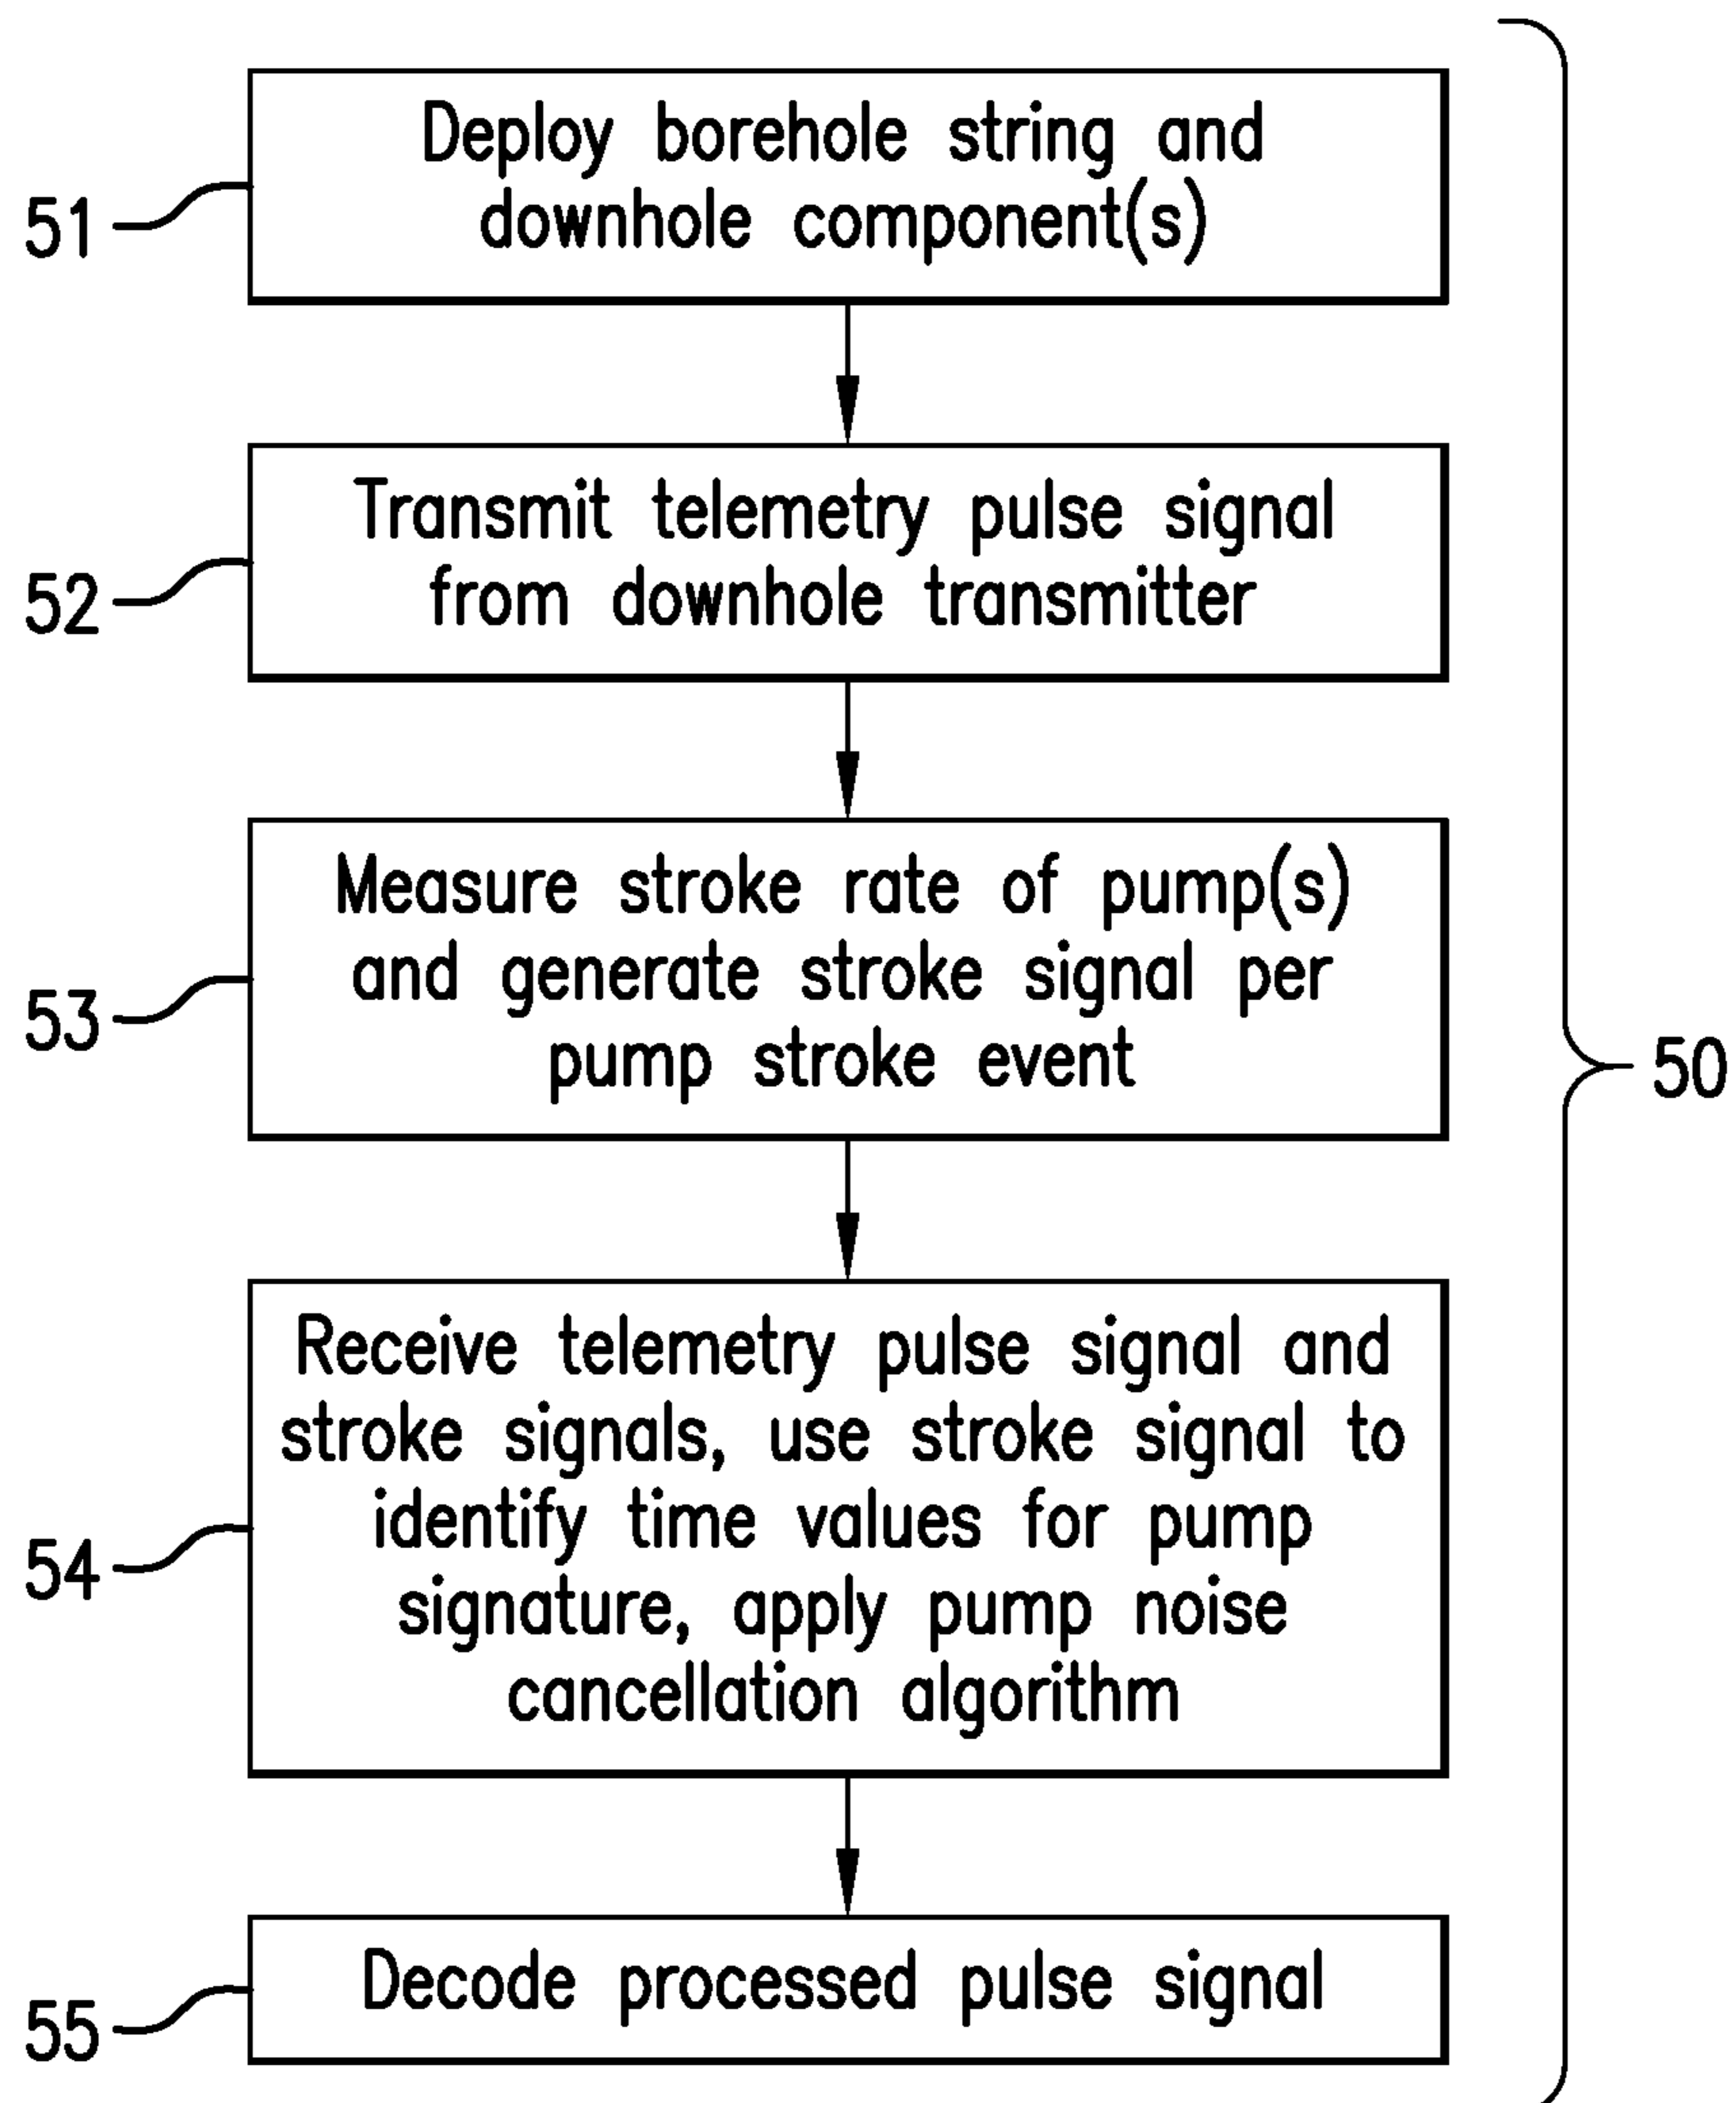 51
Deploy borehole string and
downhole component(s)
52
Transmit telemetry pulse signal
from downhole transmitter
53
Measure stroke rate of pump(s)
and generate stroke signal per
pump stroke event
50
54
Receive telemetry pulse signal and
stroke signals, use stroke signal to
identify time values for pump
signature, apply pump noise
cancellation algorithm
55
Decode processed pulse signal